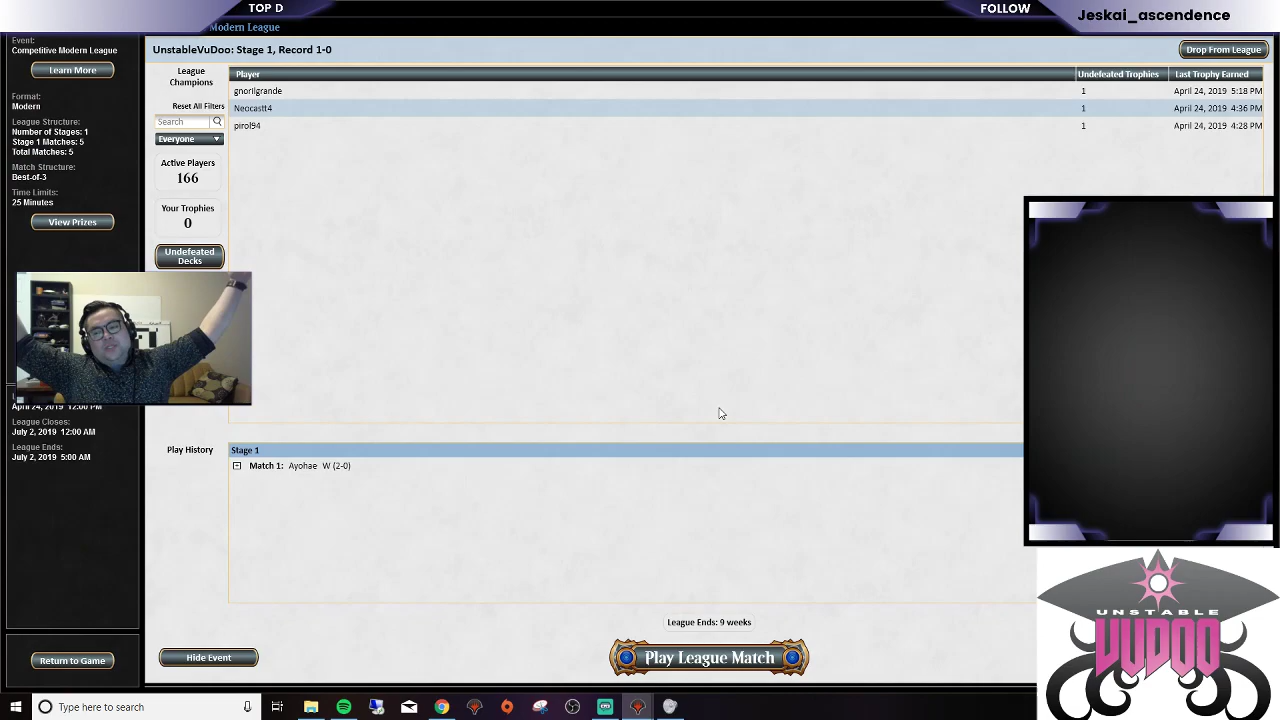 TOP D
FOLLOW
Jeskai_ascendence
Modern League
Event:
Competitive Modern League
Learn More
Format:
Modern
League Structure:
Number of Stages: 1
Stage 1 Matches: 5
Total Matches: 5
Match Structure:
Best-of-3
Time Limits:
25 Minutes
View Prizes
April 24, 2019 12:00 PM
League Closes:
July 2, 2019 12:00 AM
League Ends:
July 2, 2019 5:00 AM
Return to Game
UnstableVuDoo: Stage 1, Record 1-0
Drop From League
League
Champions
Reset All Filters
Search
Everyone
Active Players
166
Your Trophies
0
Undefeated
Decks
Player Undefeated Trophies Last Trophy Earned
gnorilgrande 1 April 24, 2019 5:18 PM
Neocastt4 1 April 24, 2019 4:36 PM
pirol94 1 April 24, 2019 4:28 PM
Play History
Stage 1
Match 1: Ayohae W (2-0)
League Ends: 9 weeks
Hide Event
Play League Match
UNSTABLE
VUDOO
Type here to search